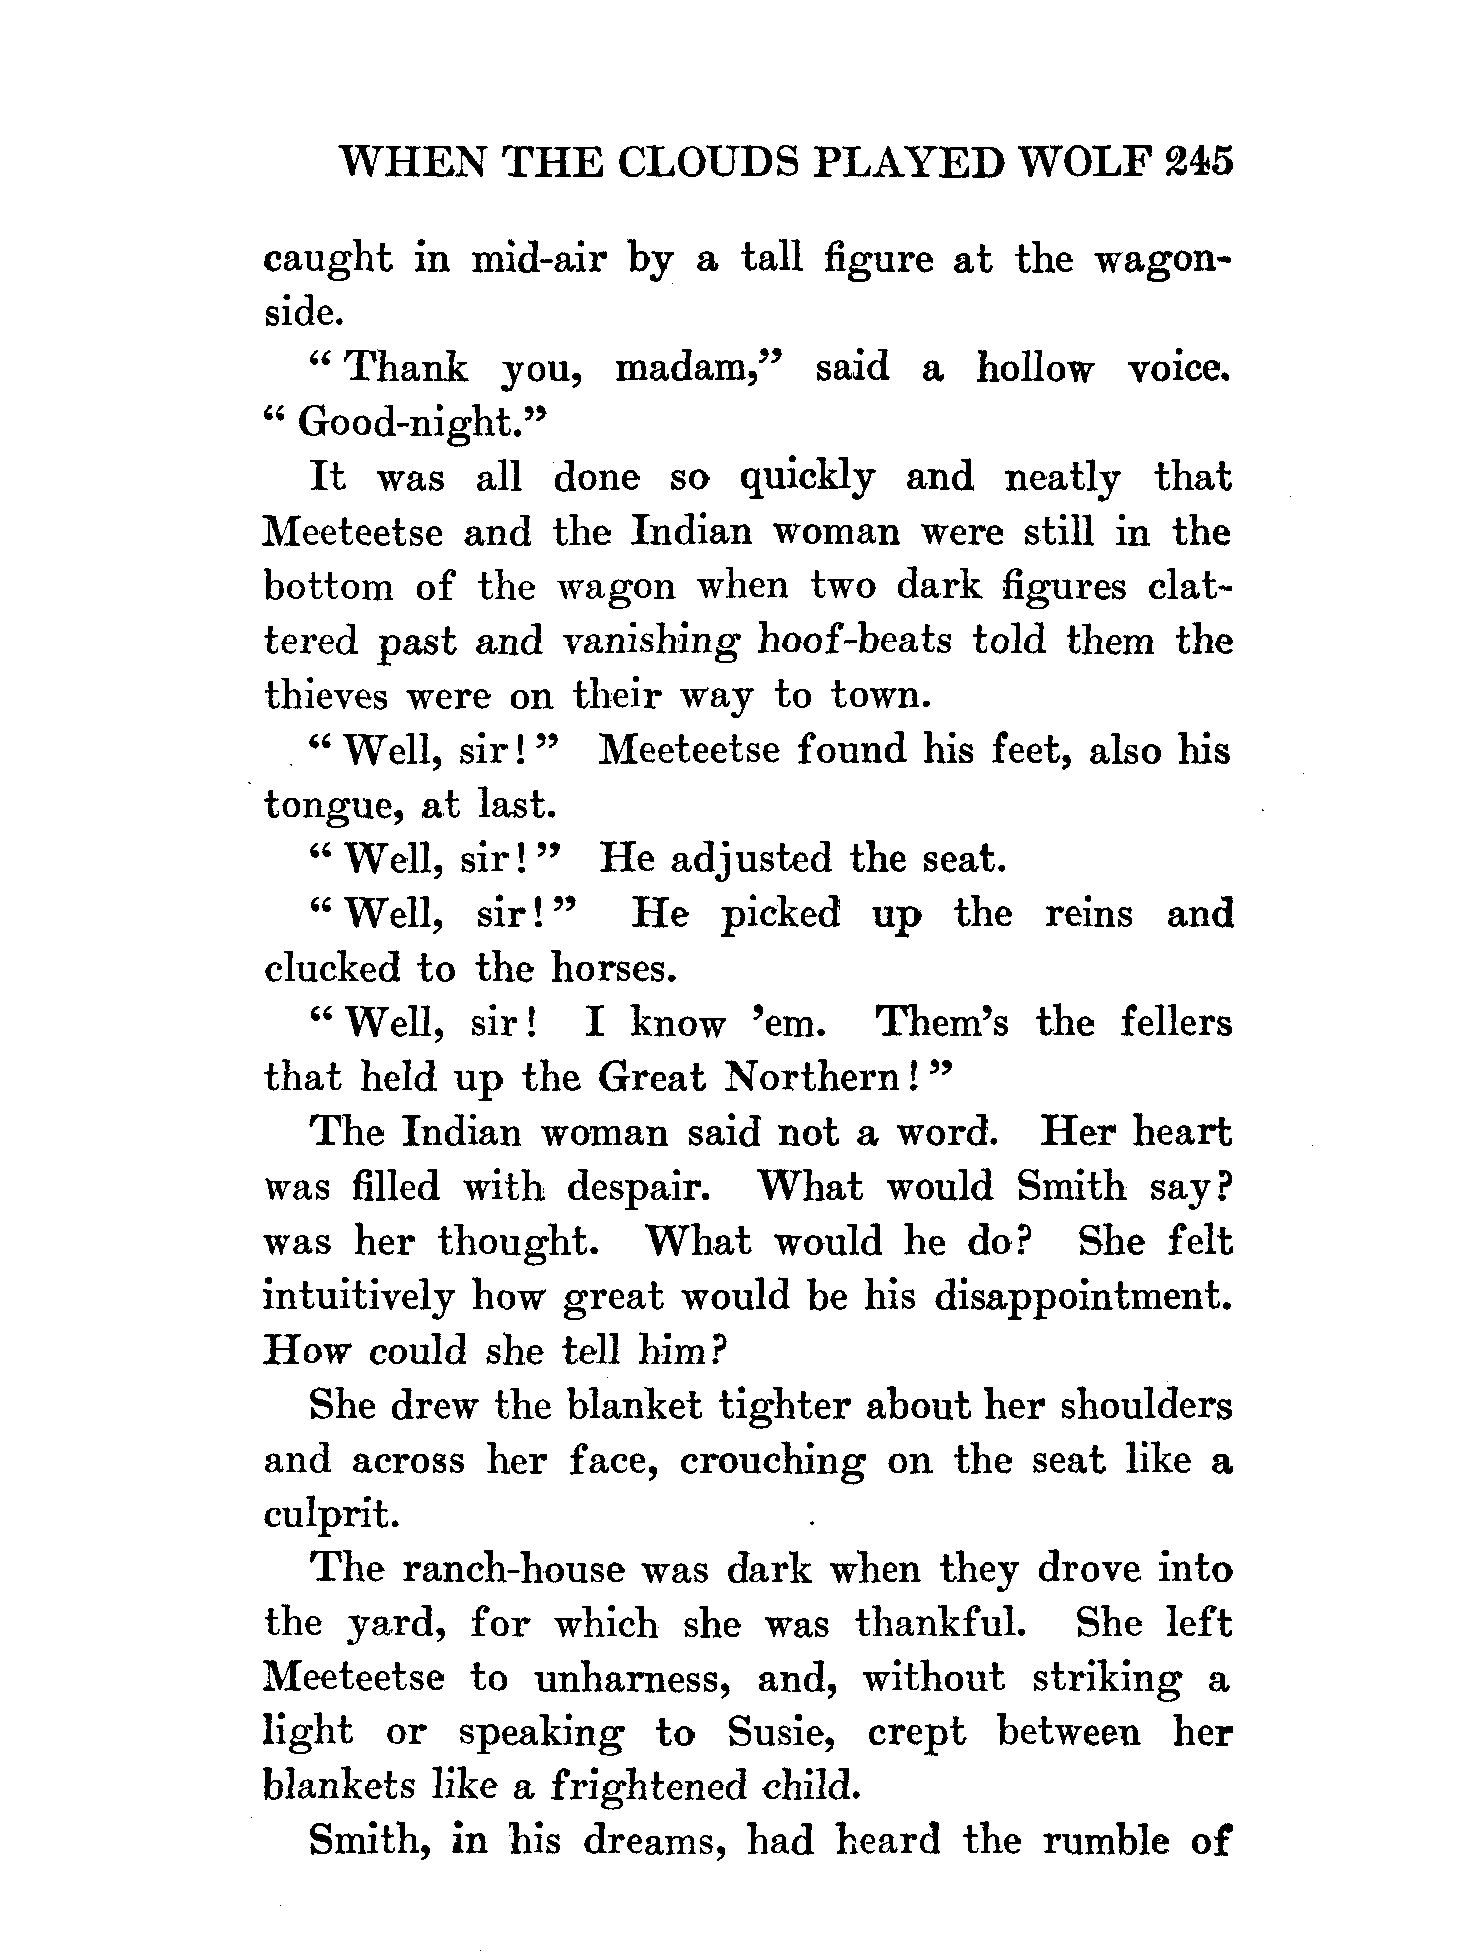 WHEN THE CLOUDS PLAYED WOLF 245
caught in mid-air by a tall figure at the wagon-
side.
“ Thank you, madam,” said a hollow voice.
“ Good-night.”
It was all done so quickly and neatly that
Meeteetse and the Indian woman were still in the
bottom of the wagon when two dark figures clat-
tered past and vanishing hoof-beats told them the
thieves were on their way to town.
“ Well, sir! ” Meeteetse found his feet, also his
tongue, at last.
“ Well, sir! ” He adjusted the seat.
“ Well, sir! ” He picked up the reins and
clucked to the horses.
“ Well, sir! I know ’em. Them’s the fellers
that held up the Great Northern! ”
The Indian woman said not a word. Her heart
was filled with despair. What would Smith say?
was her thought. What would he do? She felt
intuitively how great would be his disappointment.
How could she tell him?
She drew the blanket tighter about her shoulders
and across her face, crouching on the seat like a
culprit.
The ranch-house was dark when they drove into
the yard, for which she was thankful. She left
Meeteetse to unharness, and, without striking a
light or speaking to Susie, crept between her
blankets like a frightened child.
Smith, in his dreams, had heard the rumble of